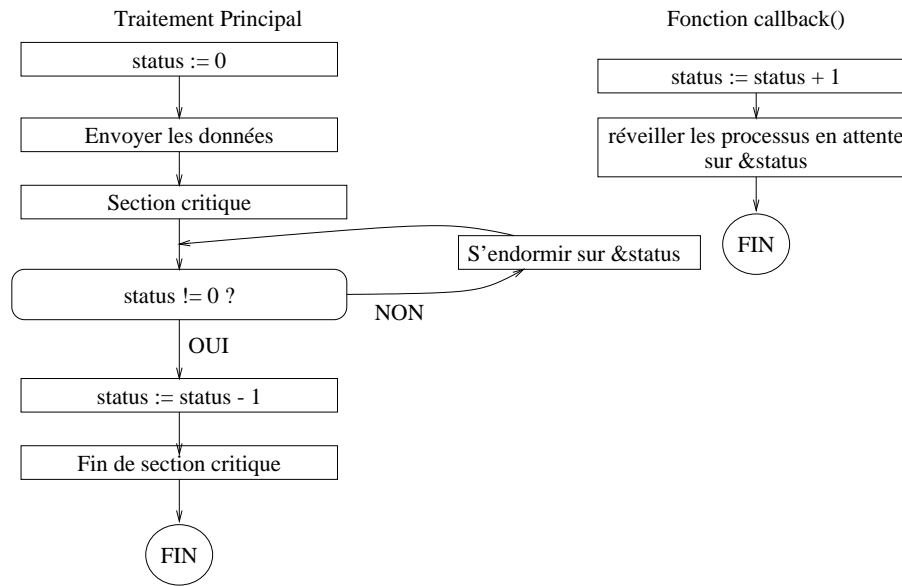 Traitement Principal
status := 0
Envoyer les données
Section critique
S'endormir sur &status
status != 0 ?
NON
OUI
status := status - 1
Fin de section critique
FIN
Fonction callback()
status := status + 1
réveiller les processus en attente
sur &status
FIN